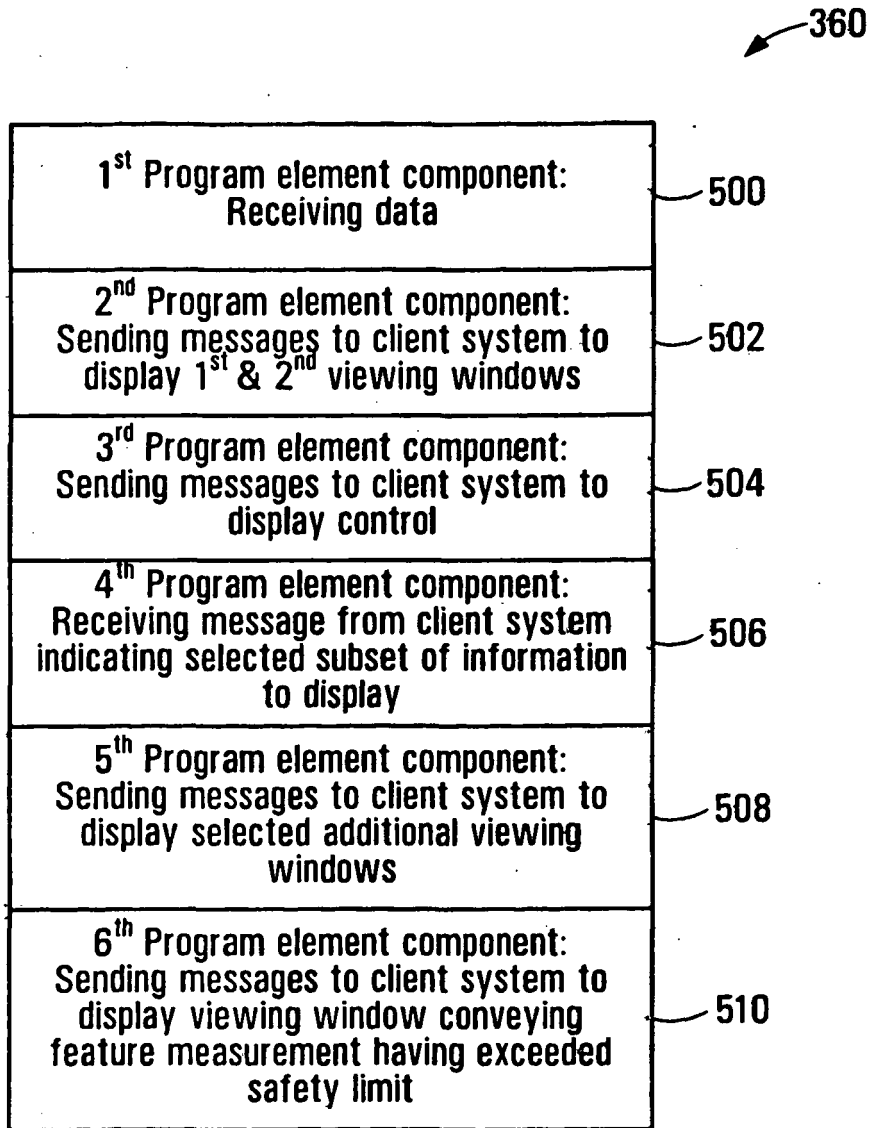 360
1st Program element component:
Receiving data
500
2nd Program element component:
Sending messages to client system to
display 1st & 2nd viewing windows
502
3rd Program element component:
Sending messages to client system to
display control
504
4th Program element component:
Receiving message from client system
indicating selected subset of information
to display
506
5th Program element component:
Sending messages to client system to
display selected additional viewing
windows
508
6th Program element component:
Sending messages to client system to
display viewing window conveying
feature measurement having exceeded
safety limit
510